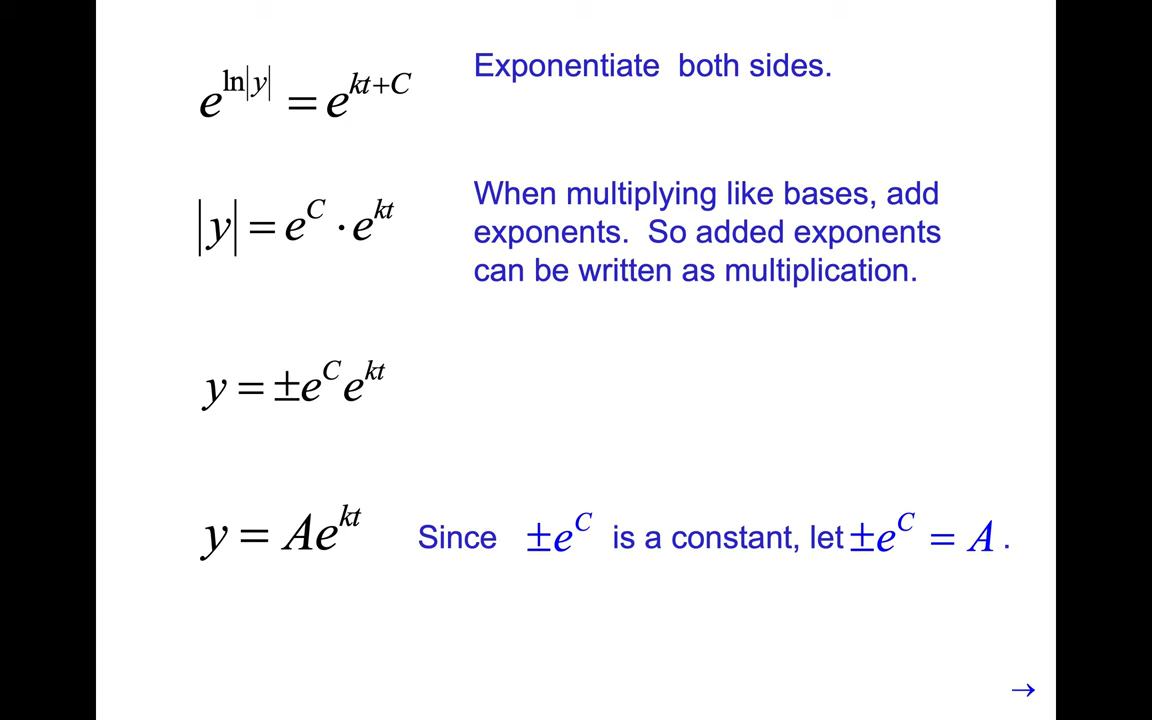 e^{ln|y|} = e^{kt+C} Exponentiate both sides.
|y| = e^C · e^{kt} When multiplying like bases, add
exponents. So added exponents
can be written as multiplication.
y = ±e^C e^{kt}
y = Ae^{kt} Since ±e^C is a constant, let ±e^C = A .
→